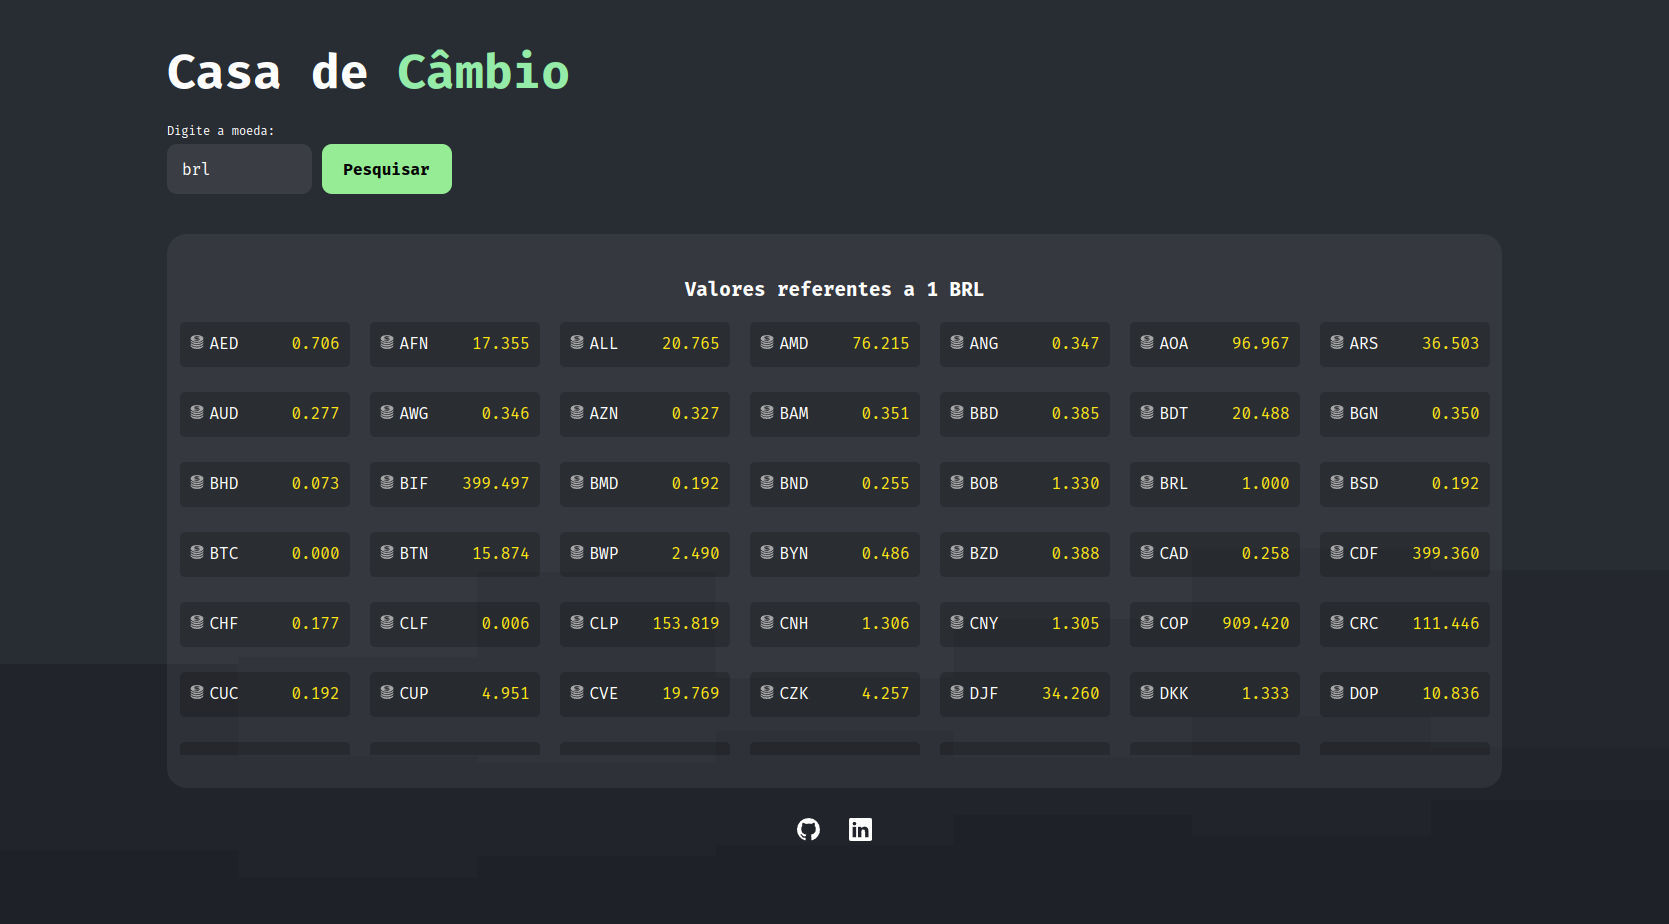 Casa de Câmbio
Digite a moeda:
brl Pesquisar
Valores referentes a 1 BRL
AED 0.706 AFN 17.355 ALL 20.765 AMD 76.215 ANG 0.347 AOA 96.967 ARS 36.503
AUD 0.277 AWG 0.346 AZN 0.327 BAM 0.351 BBD 0.385 BDT 20.488 BGN 0.350
BHD 0.073 BIF 399.497 BMD 0.192 BND 0.255 BOB 1.330 BRL 1.000 BSD 0.192
BTC 0.000 BTN 15.874 BWP 2.490 BYN 0.486 BZD 0.388 CAD 0.258 CDF 399.360
CHF 0.177 CLF 0.006 CLP 153.819 CNH 1.306 CNY 1.305 COP 909.420 CRC 111.446
CUC 0.192 CUP 4.951 CVE 19.769 CZK 4.257 DJF 34.260 DKK 1.333 DOP 10.836
in